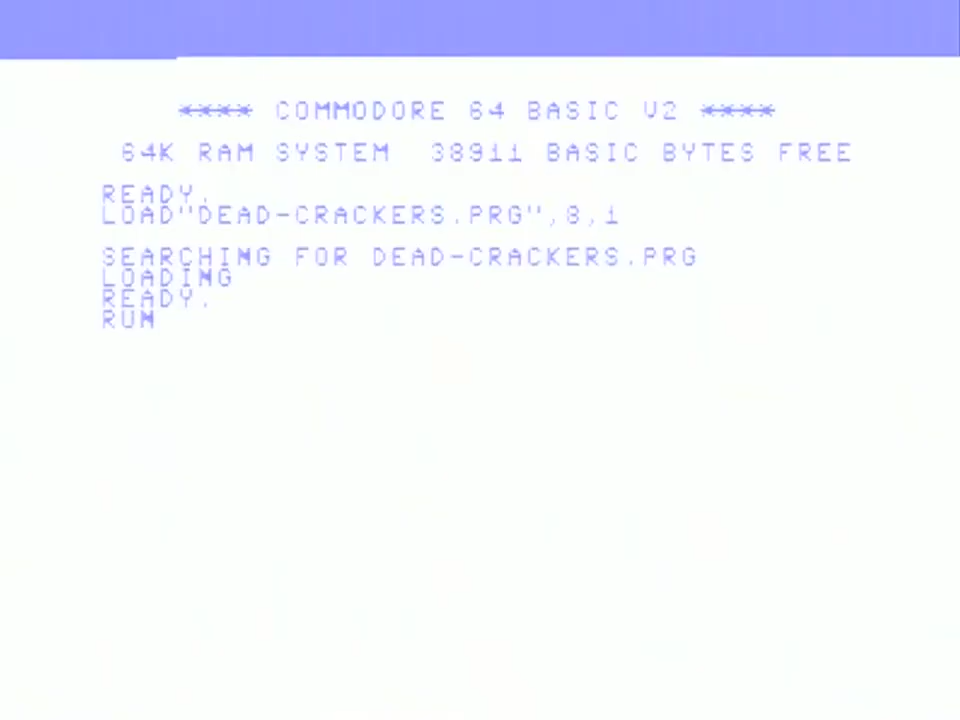 **** COMMODORE 64 BASIC V2 ****
64K RAM SYSTEM  38911 BASIC BYTES FREE
READY.
LOAD"DEAD-CRACKERS.PRG",8,1
SEARCHING FOR DEAD-CRACKERS.PRG
LOADING
READY.
RUN